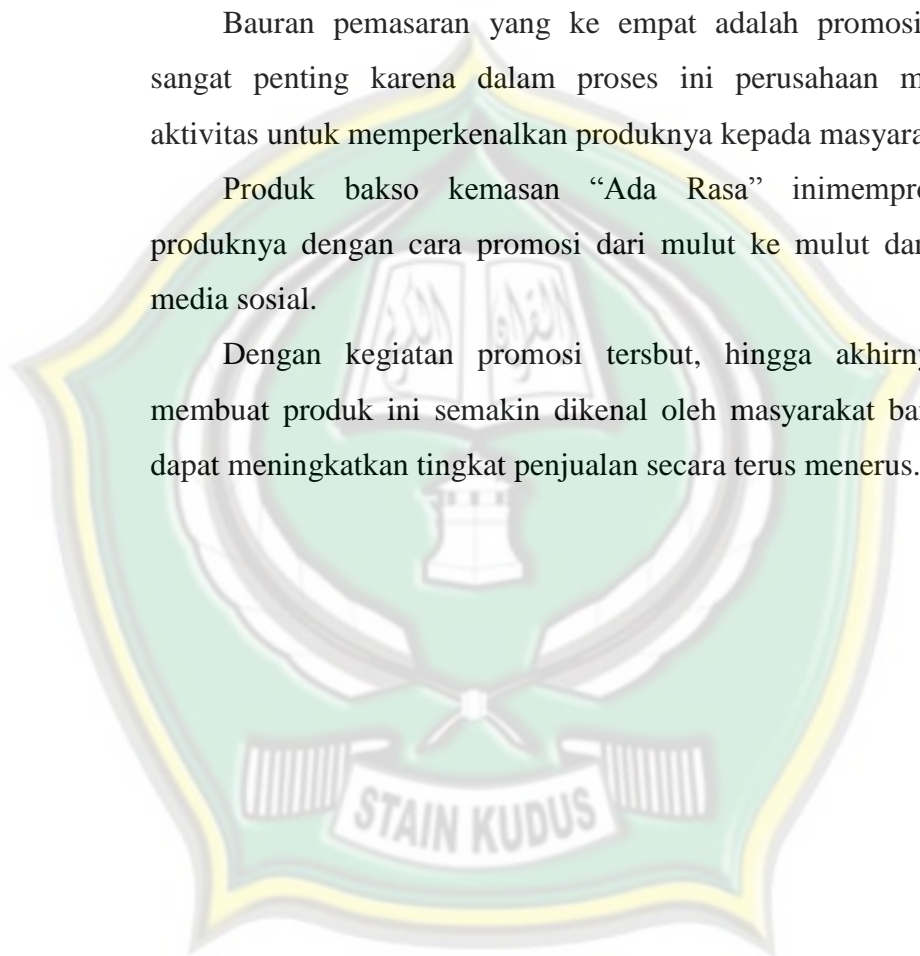 Bauran pemasaran yang ke empat adalah promosi
sangat penting karena dalam proses ini perusahaan m
aktivitas untuk memperkenalkan produknya kepada masyara
Produk bakso kemasan “Ada Rasa” inimempro
produknya dengan cara promosi dari mulut ke mulut dar
media sosial.
Dengan kegiatan promosi tersbut, hingga akhirny
membuat produk ini semakin dikenal oleh masyarakat ba
dapat meningkatkan tingkat penjualan secara terus menerus.
STAIN KUDUS